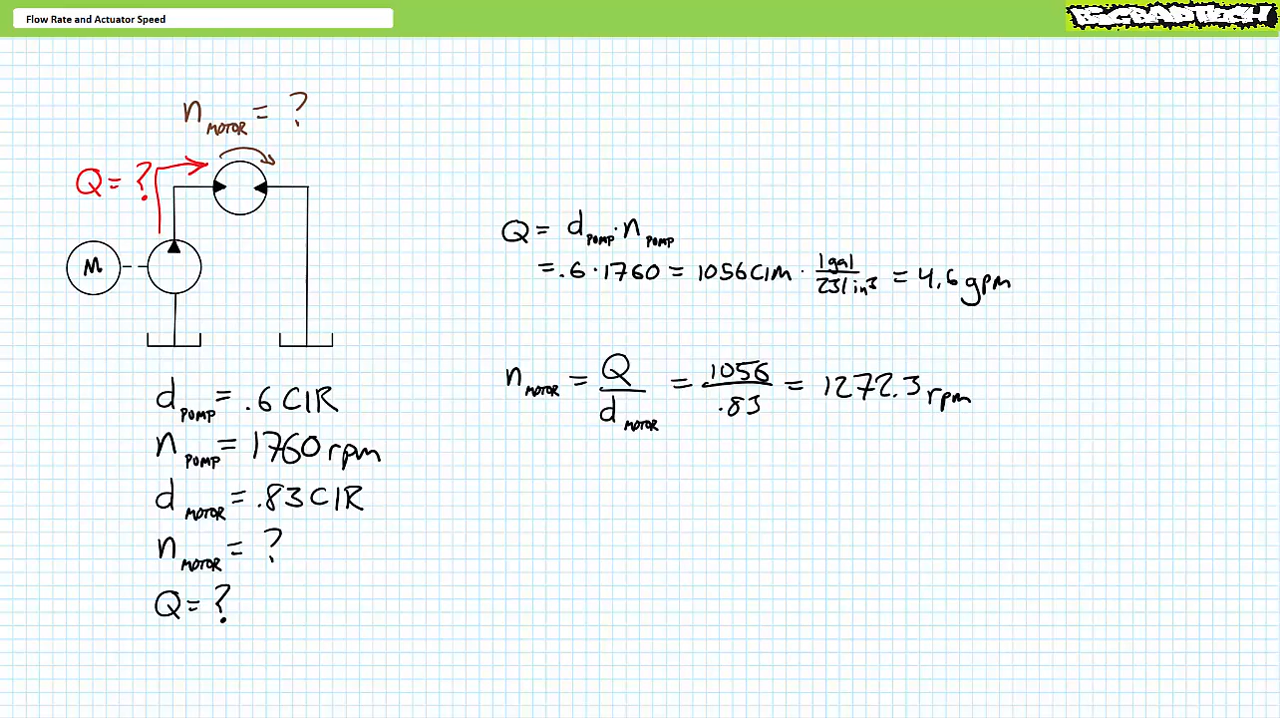 Flow Rate and Actuator Speed
BIGBADTECH
n MOTOR = ?
Q = ?
M
d PUMP = .6 CIR
n PUMP = 1760 rpm
d MOTOR = .83 CIR
n MOTOR = ?
Q = ?
Q = d PUMP · n PUMP
= .6 · 1760 = 1056 CIM · 1 gal / 231 in³ = 4.6 gpm
n MOTOR = Q / d MOTOR = 1056 / .83 = 1272.3 rpm